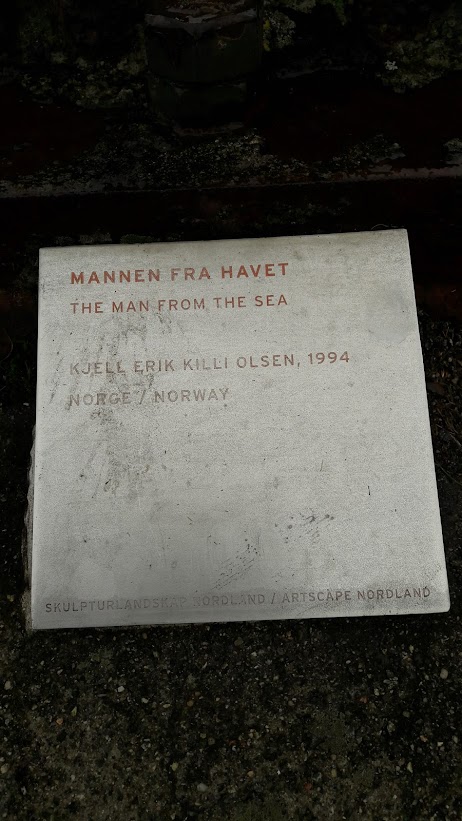 MANNEN FRA HAVET
THE MAN FROM THE SEA
KJELL ERIK KILLI OLSEN, 1994
NORGE / NORWAY
SKULPTURLANDSKAP NORDLAND / ARTSCAPE NORDLAND